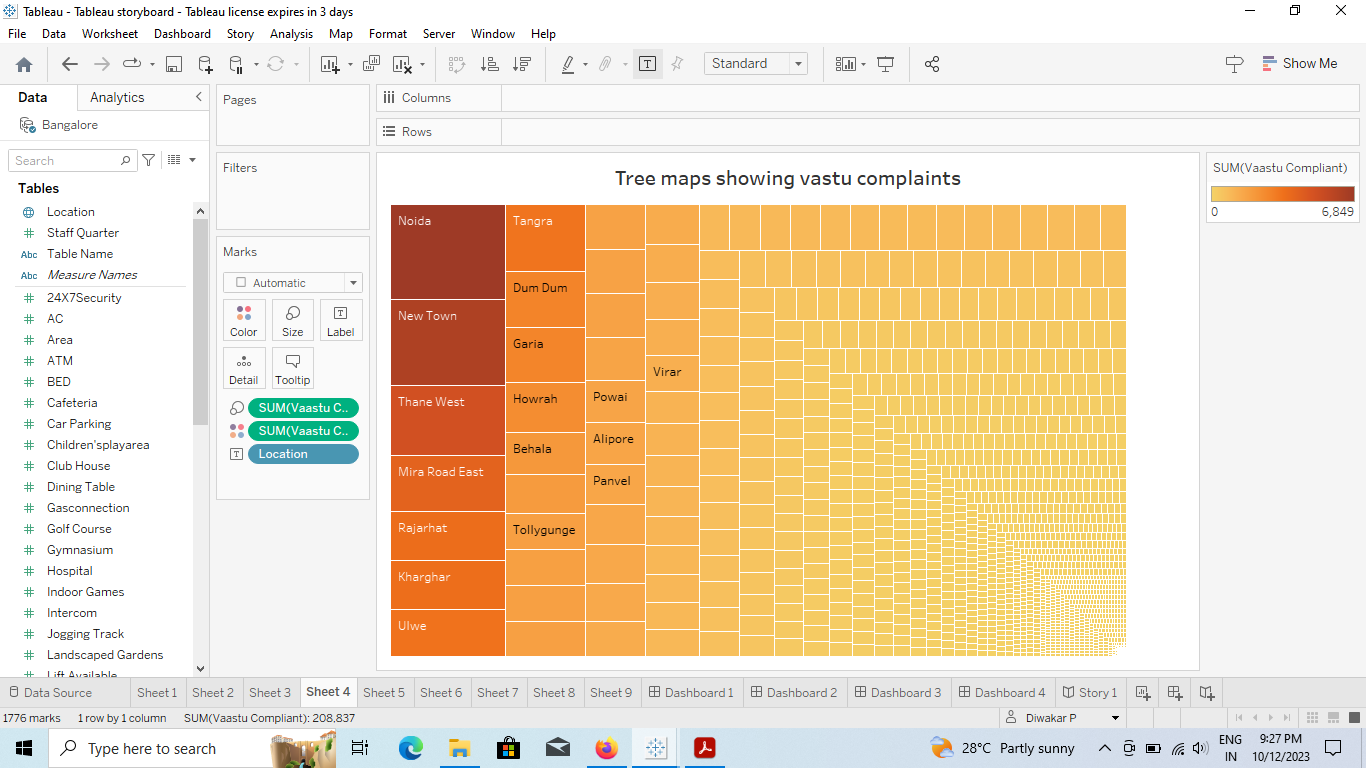 Tableau - Tableau storyboard - Tableau license expires in 3 days
File Data Worksheet Dashboard Story Analysis Map Format Server Window Help
Standard
Show Me
Data Analytics
Bangalore
Search
Tables
Location
Staff Quarter
Abc Table Name
Abc Measure Names
24X7Security
AC
Area
ATM
BED
Cafeteria
Car Parking
Children'splayarea
Club House
Dining Table
Gasconnection
Golf Course
Gymnasium
Hospital
Indoor Games
Intercom
Jogging Track
Landscaped Gardens
Lift Available
Pages
Filters
Marks
Automatic
Color Size Label
Detail Tooltip
SUM(Vaastu C..
SUM(Vaastu C..
Location
Columns
Rows
Tree maps showing vastu complaints
Noida
New Town
Thane West
Mira Road East
Rajarhat
Kharghar
Ulwe
Tangra
Dum Dum
Garia
Howrah
Behala
Tollygunge
Powai
Alipore
Panvel
Virar
SUM(Vaastu Compliant)
0 6,849
Data Source Sheet 1 Sheet 2 Sheet 3 Sheet 4 Sheet 5 Sheet 6 Sheet 7 Sheet 8 Sheet 9 Dashboard 1 Dashboard 2 Dashboard 3 Dashboard 4 Story 1
1776 marks 1 row by 1 column SUM(Vaastu Compliant): 208,837 Diwakar P
Type here to search
28°C Partly sunny
ENG
IN
9:27 PM
10/12/2023